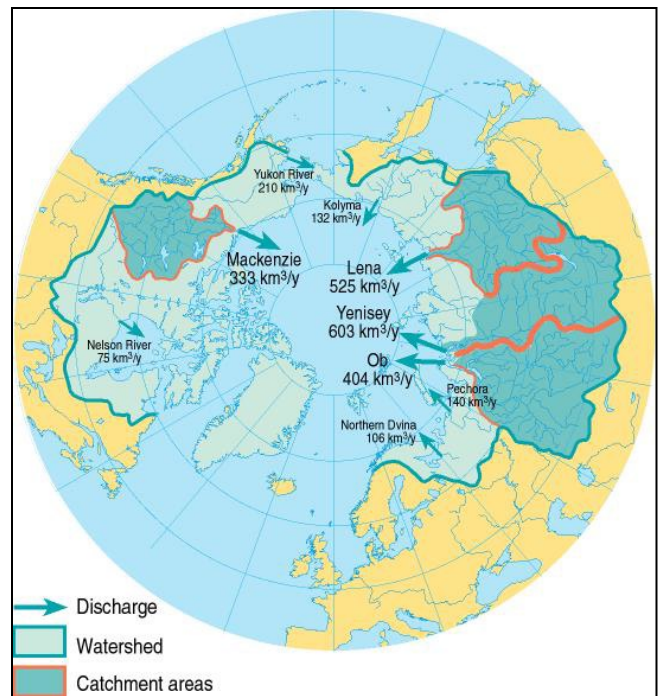 Yukon River
210 km³/y
Kolyma
132 km³/y
Mackenzie
333 km³/y
Lena
525 km³/y
Yenisey
603 km³/y
Nelson River
75 km³/y
Ob
404 km³/y
Pechora
140 km³/y
Northern Dvina
106 km³/y
Discharge
Watershed
Catchment areas